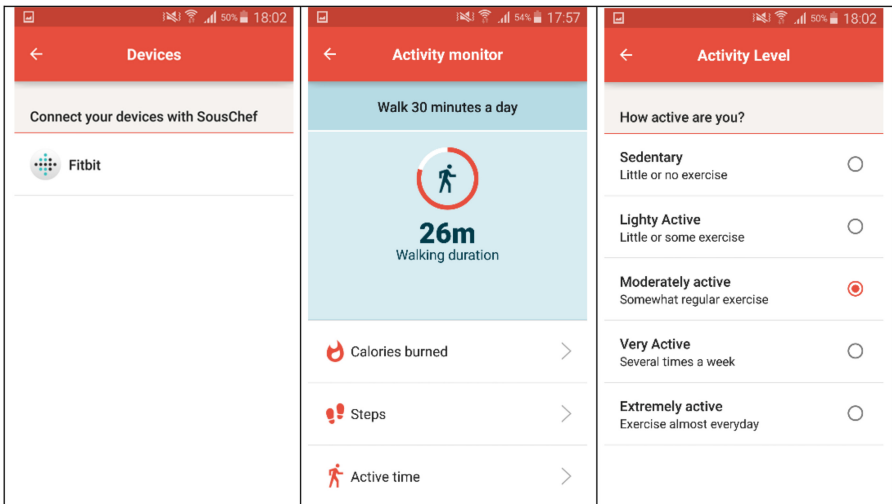 50% 18:02
Devices
Connect your devices with SousChef
Fitbit
54% 17:57
Activity monitor
Walk 30 minutes a day
26m
Walking duration
Calories burned
Steps
Active time
50% 18:02
Activity Level
How active are you?
Sedentary
Little or no exercise
Lighty Active
Little or some exercise
Moderately active
Somewhat regular exercise
Very Active
Several times a week
Extremely active
Exercise almost everyday